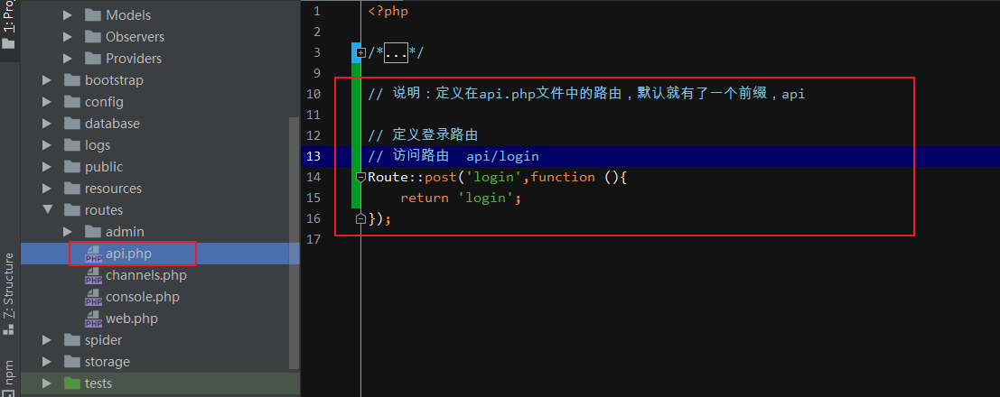 1: Pro
Z: Structure
npm
Models
Observers
Providers
bootstrap
config
database
logs
public
resources
routes
admin
api.php
channels.php
console.php
web.php
spider
storage
tests
1 <?php
2
3 /*...*/
9
10 // 说明：定义在api.php文件中的路由，默认就有了一个前缀，api
11
12 // 定义登录路由
13 // 访问路由  api/login
14 Route::post('login',function (){
15     return 'login';
16 });
17